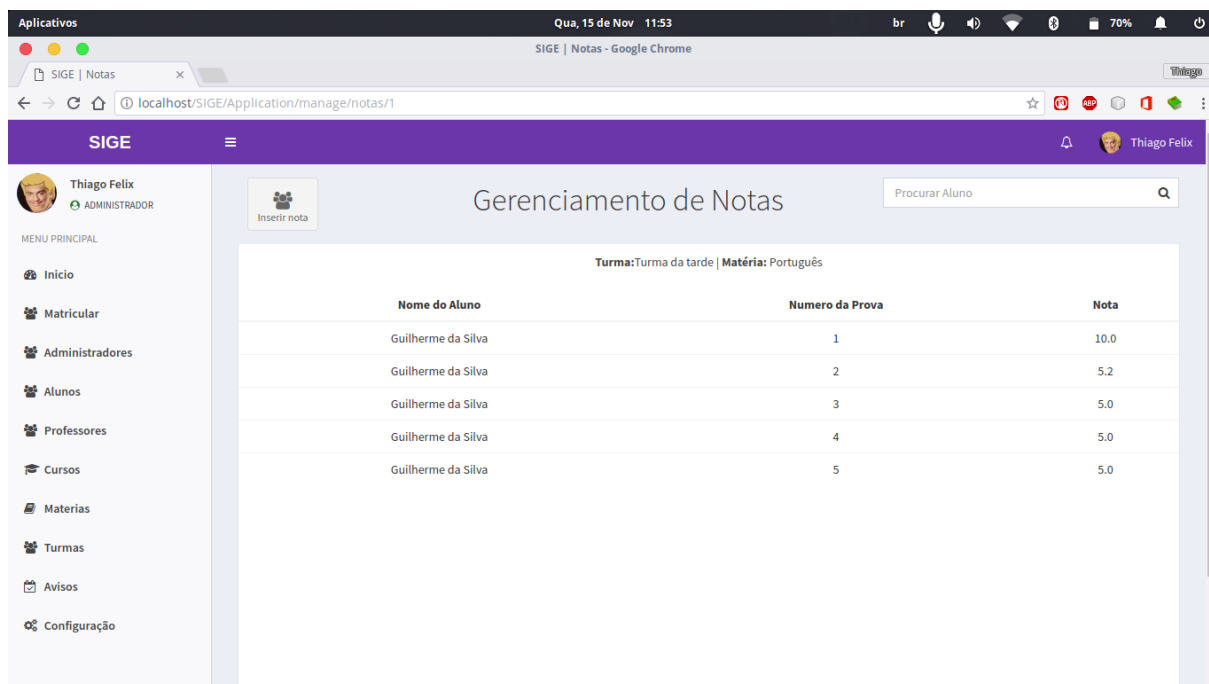 Aplicativos Qua, 15 de Nov 11:53 br 70%
SIGE | Notas - Google Chrome
SIGE | Notas Thiago
localhost/SIGE/Application/manage/notas/1 ABP
SIGE Thiago Felix
Thiago Felix
ADMINISTRADOR
MENU PRINCIPAL
Inicio
Matricular
Administradores
Alunos
Professores
Cursos
Materias
Turmas
Avisos
Configuração
Inserir nota
Gerenciamento de Notas
Procurar Aluno
Turma:Turma da tarde | Matéria: Português
Nome do Aluno Numero da Prova Nota
Guilherme da Silva 1 10.0
Guilherme da Silva 2 5.2
Guilherme da Silva 3 5.0
Guilherme da Silva 4 5.0
Guilherme da Silva 5 5.0